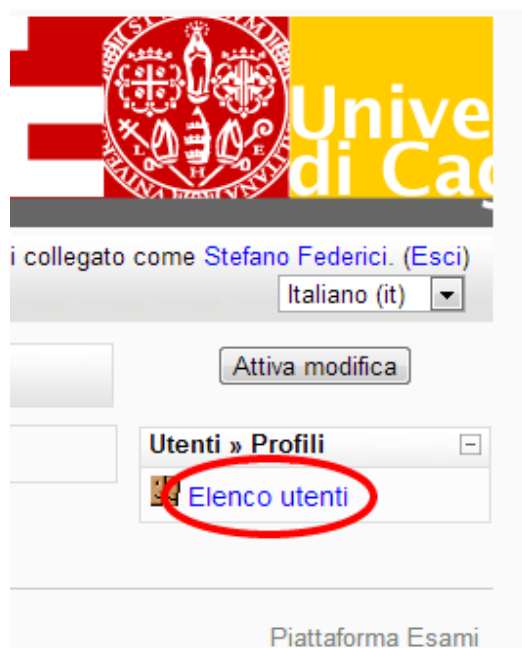 Unive
di Cag
i collegato come Stefano Federici. (Esci)
Italiano (it)
Attiva modifica
Utenti » Profili
Elenco utenti
Piattaforma Esami